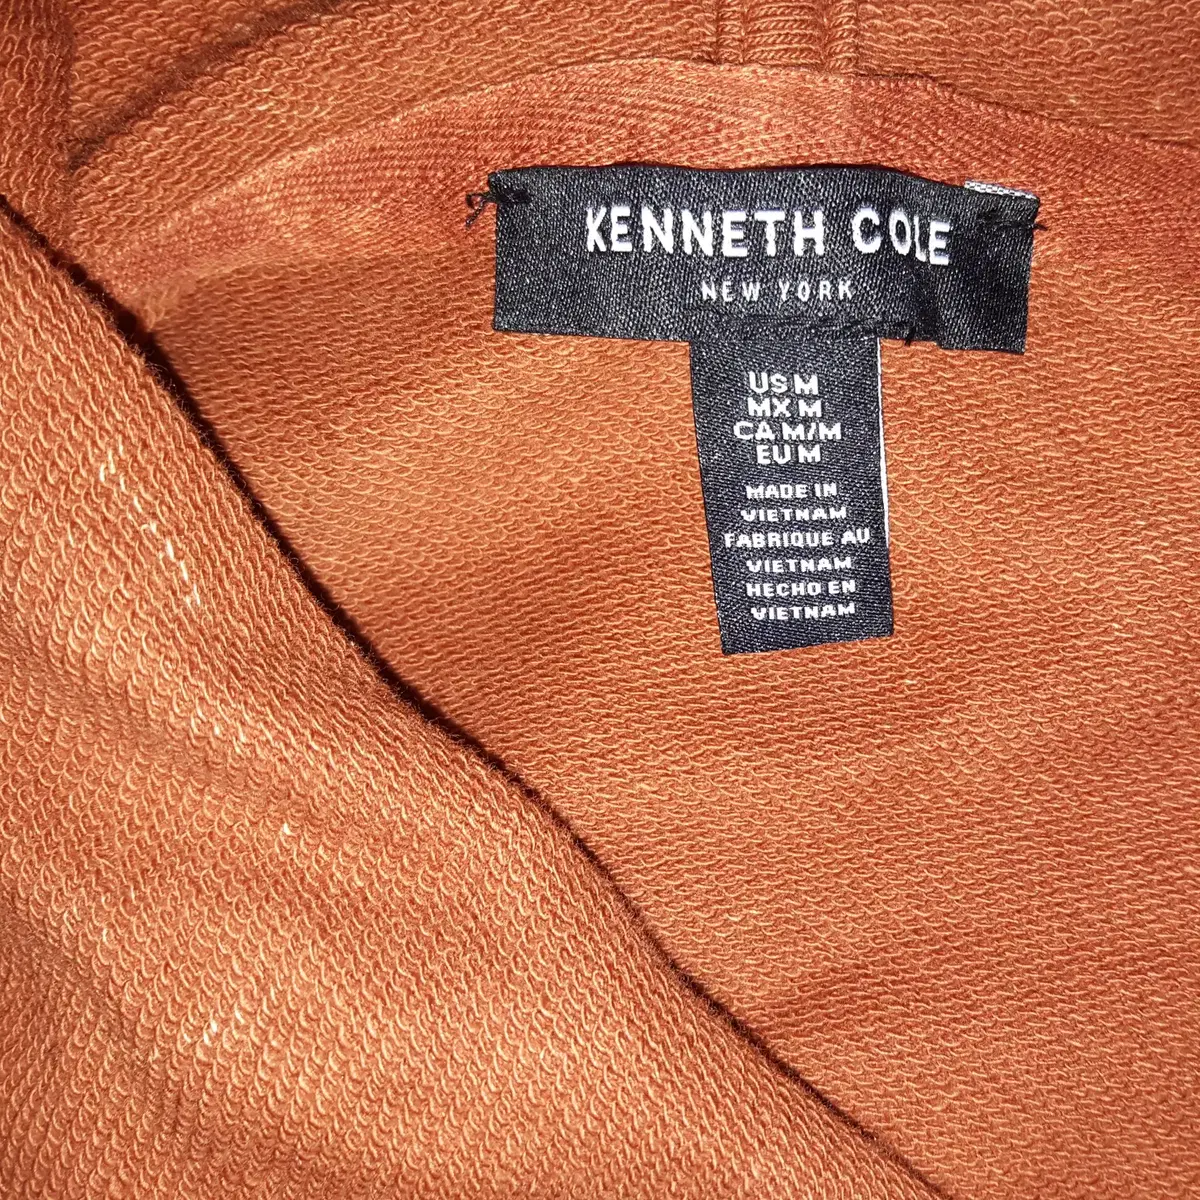 KENNETH COLE
NEW YORK
US M
MX M
CA M/M
EU M
MADE IN
VIETNAM
FABRIQUE AU
VIETNAM
HECHO EN
VIETNAM